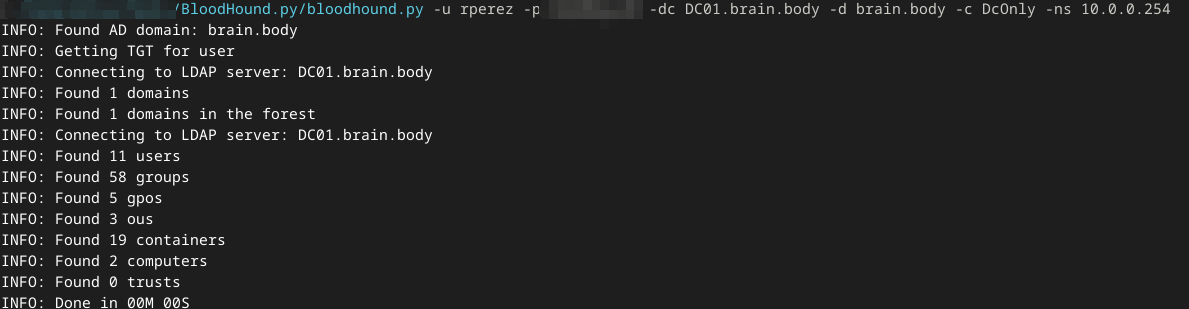 /BloodHound.py/bloodhound.py -u rperez -p -dc DC01.brain.body -d brain.body -c DcOnly -ns 10.0.0.254
INFO: Found AD domain: brain.body
INFO: Getting TGT for user
INFO: Connecting to LDAP server: DC01.brain.body
INFO: Found 1 domains
INFO: Found 1 domains in the forest
INFO: Connecting to LDAP server: DC01.brain.body
INFO: Found 11 users
INFO: Found 58 groups
INFO: Found 5 gpos
INFO: Found 3 ous
INFO: Found 19 containers
INFO: Found 2 computers
INFO: Found 0 trusts
INFO: Done in 00M 00S